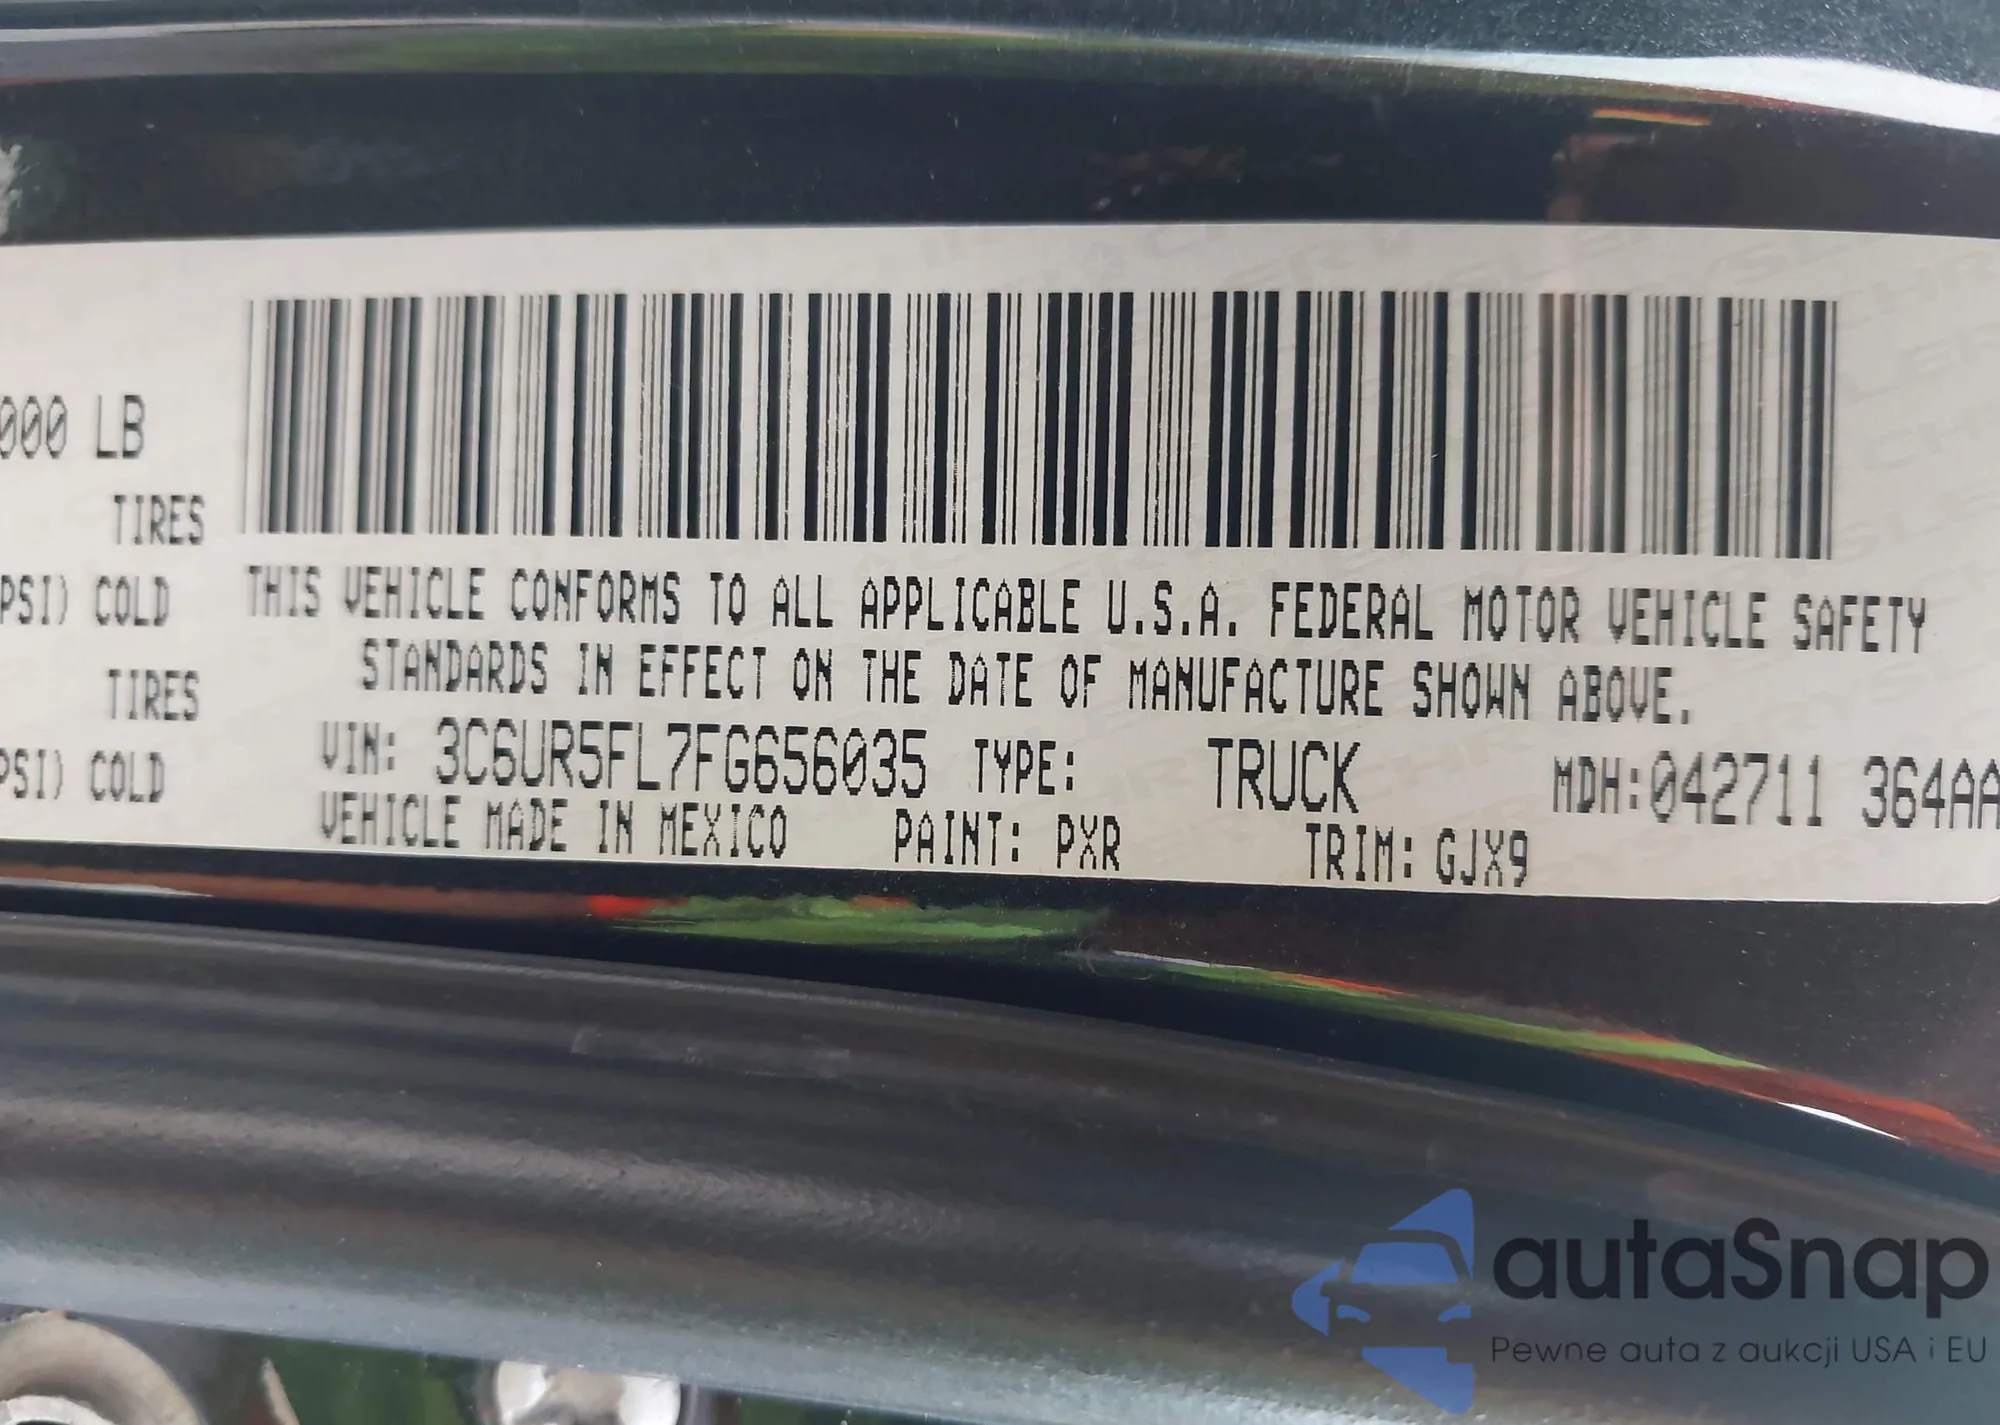 000 LB
TIRES
PSI) COLD
THIS VEHICLE CONFORMS TO ALL APPLICABLE U.S.A. FEDERAL MOTOR VEHICLE SAFETY
STANDARDS IN EFFECT ON THE DATE OF MANUFACTURE SHOWN ABOVE.
TIRES
PSI) COLD
VIN: 3C6UR5FL7FG656035 TYPE: TRUCK MDH:042711 364AA
VEHICLE MADE IN MEXICO PAINT: PXR TRIM: GJX9
autaSnap
Pewne auta z aukcji USA i EU